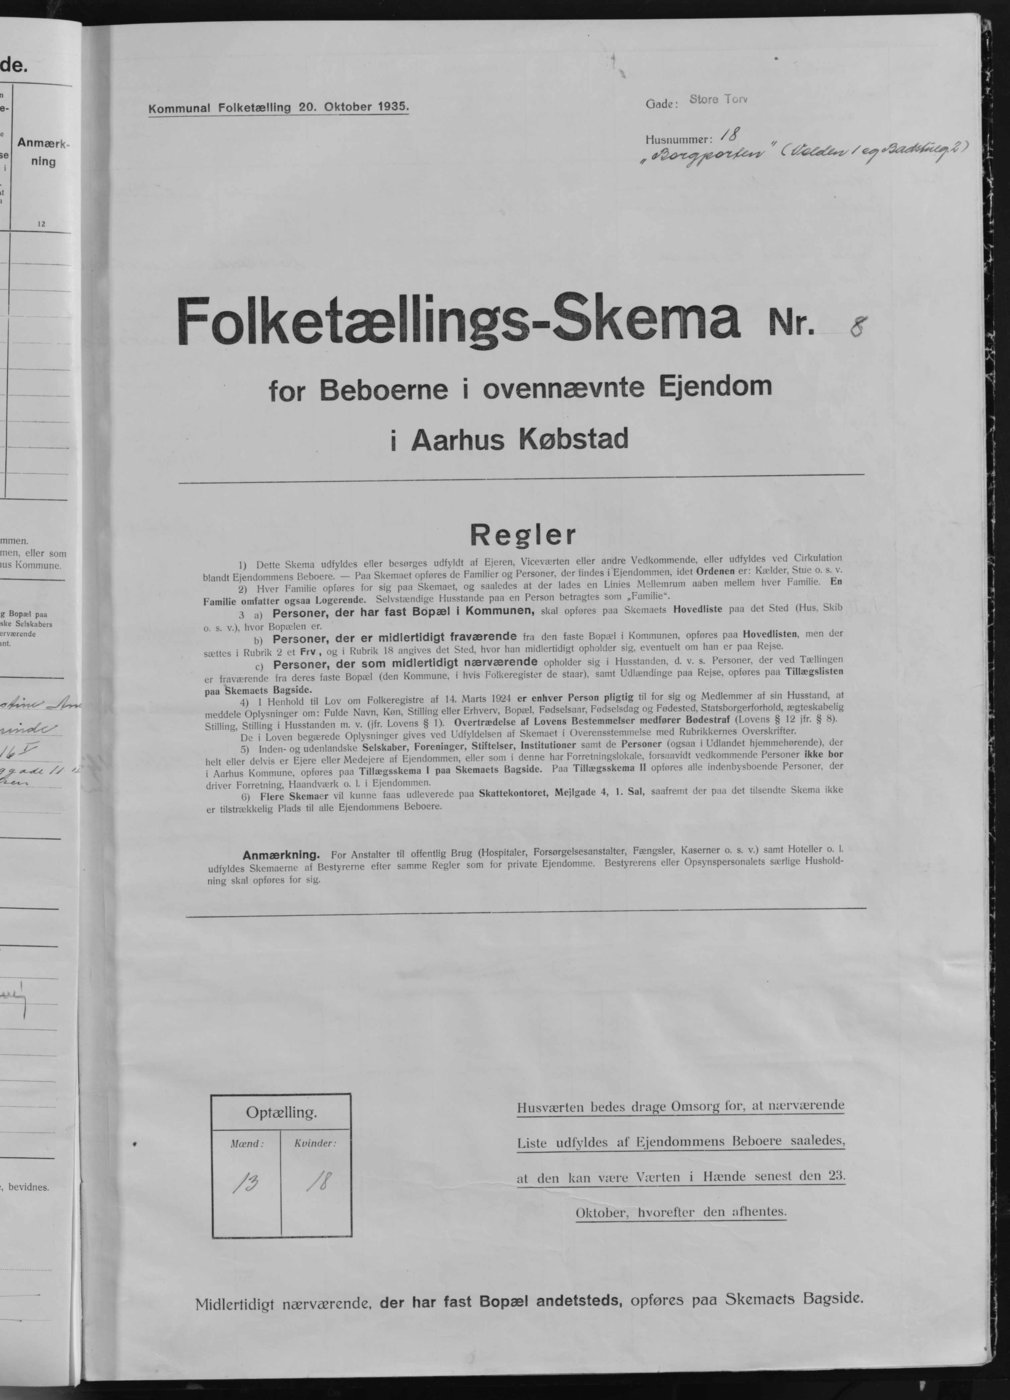 de.
Anmærk-
ning
12
mmen.
men, eller som
us Kommune.
g Bopæl paa
ske Selskabers
erværende
ant.
16
, bevidnes.
Kommunal Folketælling 20. Oktober 1935.
Gade: Store Torv
Husnummer: 18
„Borgporten" (Volden 1 og Badstueg 2)
Folketællings-Skema Nr. 8
for Beboerne i ovennævnte Ejendom
i Aarhus Købstad
Regler
1) Dette Skema udfyldes eller besørges udfyldt af Ejeren, Viceværten eller andre Vedkommende, eller udfyldes ved Cirkulation
blandt Ejendommens Beboere. — Paa Skemaet opføres de Familier og Personer, der findes i Ejendommen, idet Ordenen er: Kælder, Stue o. s. v.
2) Hver Familie opføres for sig paa Skemaet, og saaledes at der lades en Linies Mellemrum aaben mellem hver Familie. En
Familie omfatter ogsaa Logerende. Selvstændige Husstande paa en Person betragtes som „Familie“.
3 a) Personer, der har fast Bopæl i Kommunen, skal opføres paa Skemaets Hovedliste paa det Sted (Hus, Skib
o. s. v.), hvor Bopælen er.
b) Personer, der er midlertidigt fraværende fra den faste Bopæl i Kommunen, opføres paa Hovedlisten, men der
sættes i Rubrik 2 et Frv, og i Rubrik 18 angives det Sted, hvor han midlertidigt opholder sig, eventuelt om han er paa Rejse.
c) Personer, der som midlertidigt nærværende opholder sig i Husstanden, d. v. s. Personer, der ved Tællingen
er fraværende fra deres faste Bopæl (den Kommune, i hvis Folkeregister de staar), samt Udlændinge paa Rejse, opføres paa Tillægslisten
paa Skemaets Bagside.
4) I Henhold til Lov om Folkeregistre af 14. Marts 1924 er enhver Person pligtig til for sig og Medlemmer af sin Husstand, at
meddele Oplysninger om: Fulde Navn, Køn, Stilling eller Erhverv, Bopæl, Fødselsaar, Fødselsdag og Fødested, Statsborgerforhold, ægteskabelig
Stilling, Stilling i Husstanden m. v. (jfr. Lovens § 1). Overtrædelse af Lovens Bestemmelser medfører Bødestraf (Lovens § 12 jfr. § 8).
De i Loven begærede Oplysninger gives ved Udfyldelsen af Skemaet i Overensstemmelse med Rubrikkernes Overskrifter.
5) Inden- og udenlandske Selskaber, Foreninger, Stiftelser, Institutioner samt de Personer (ogsaa i Udlandet hjemmehørende), der
helt eller delvis er Ejere eller Medejere af Ejendommen, eller som i denne har Forretningslokale, forsaavidt vedkommende Personer ikke bor
i Aarhus Kommune, opføres paa Tillægsskema I paa Skemaets Bagside. Paa Tillægsskema II opføres alle indenbysboende Personer, der
driver Forretning, Haandværk o. l. i Ejendommen.
6) Flere Skemaer vil kunne faas udleverede paa Skattekontoret, Mejlgade 4, 1. Sal, saafremt der paa det tilsendte Skema ikke
er tilstrækkelig Plads til alle Ejendommens Beboere.
Anmærkning. For Anstalter til offentlig Brug (Hospitaler, Forsørgelsesanstalter, Fængsler, Kaserner o. s. v.) samt Hoteller o. l.
udfyldes Skemaerne af Bestyrerne efter samme Regler som for private Ejendomme. Bestyrerens eller Opsynspersonalets særlige Hushold-
ning skal opføres for sig.
Optælling.
Mænd: Kvinder:
13 18
Husværten bedes drage Omsorg for, at nærværende
Liste udfyldes af Ejendommens Beboere saaledes,
at den kan være Værten i Hænde senest den 23.
Oktober, hvorefter den afhentes.
Midlertidigt nærværende, der har fast Bopæl andetsteds, opføres paa Skemaets Bagside.